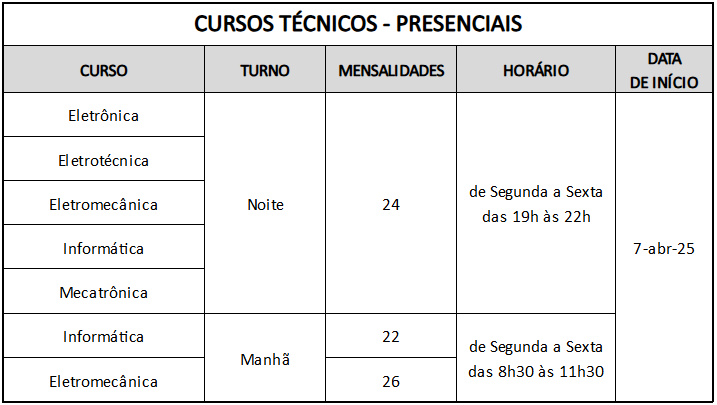 CURSOS TÉCNICOS - PRESENCIAIS
CURSO TURNO MENSALIDADES HORÁRIO DATA
DE INÍCIO
Eletrônica
Eletrotécnica
Eletromecânica
Informática
Mecatrônica
Noite
24
de Segunda a Sexta
das 19h às 22h
7-abr-25
Informática
Eletromecânica
Manhã
22
26
de Segunda a Sexta
das 8h30 às 11h30